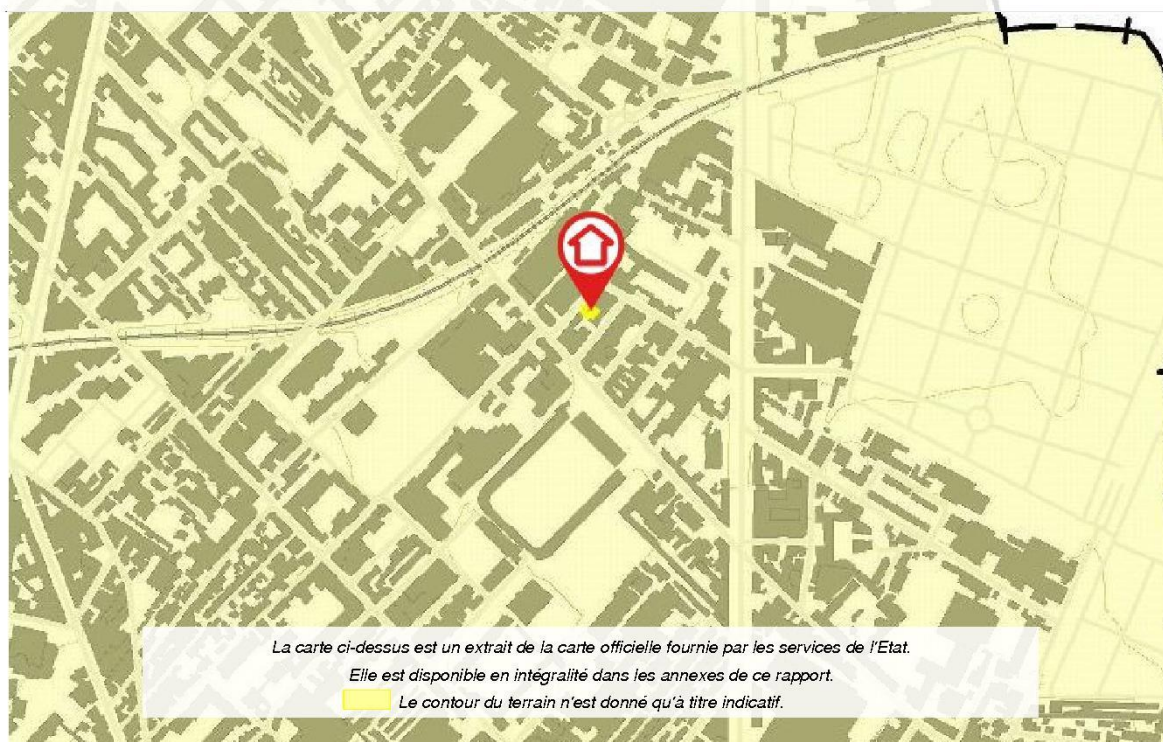 La carte ci-dessus est un extrait de la carte officielle fournie par les services de l'Etat.
Elle est disponible en intégralité dans les annexes de ce rapport.
Le contour du terrain n'est donné qu'à titre indicatif.